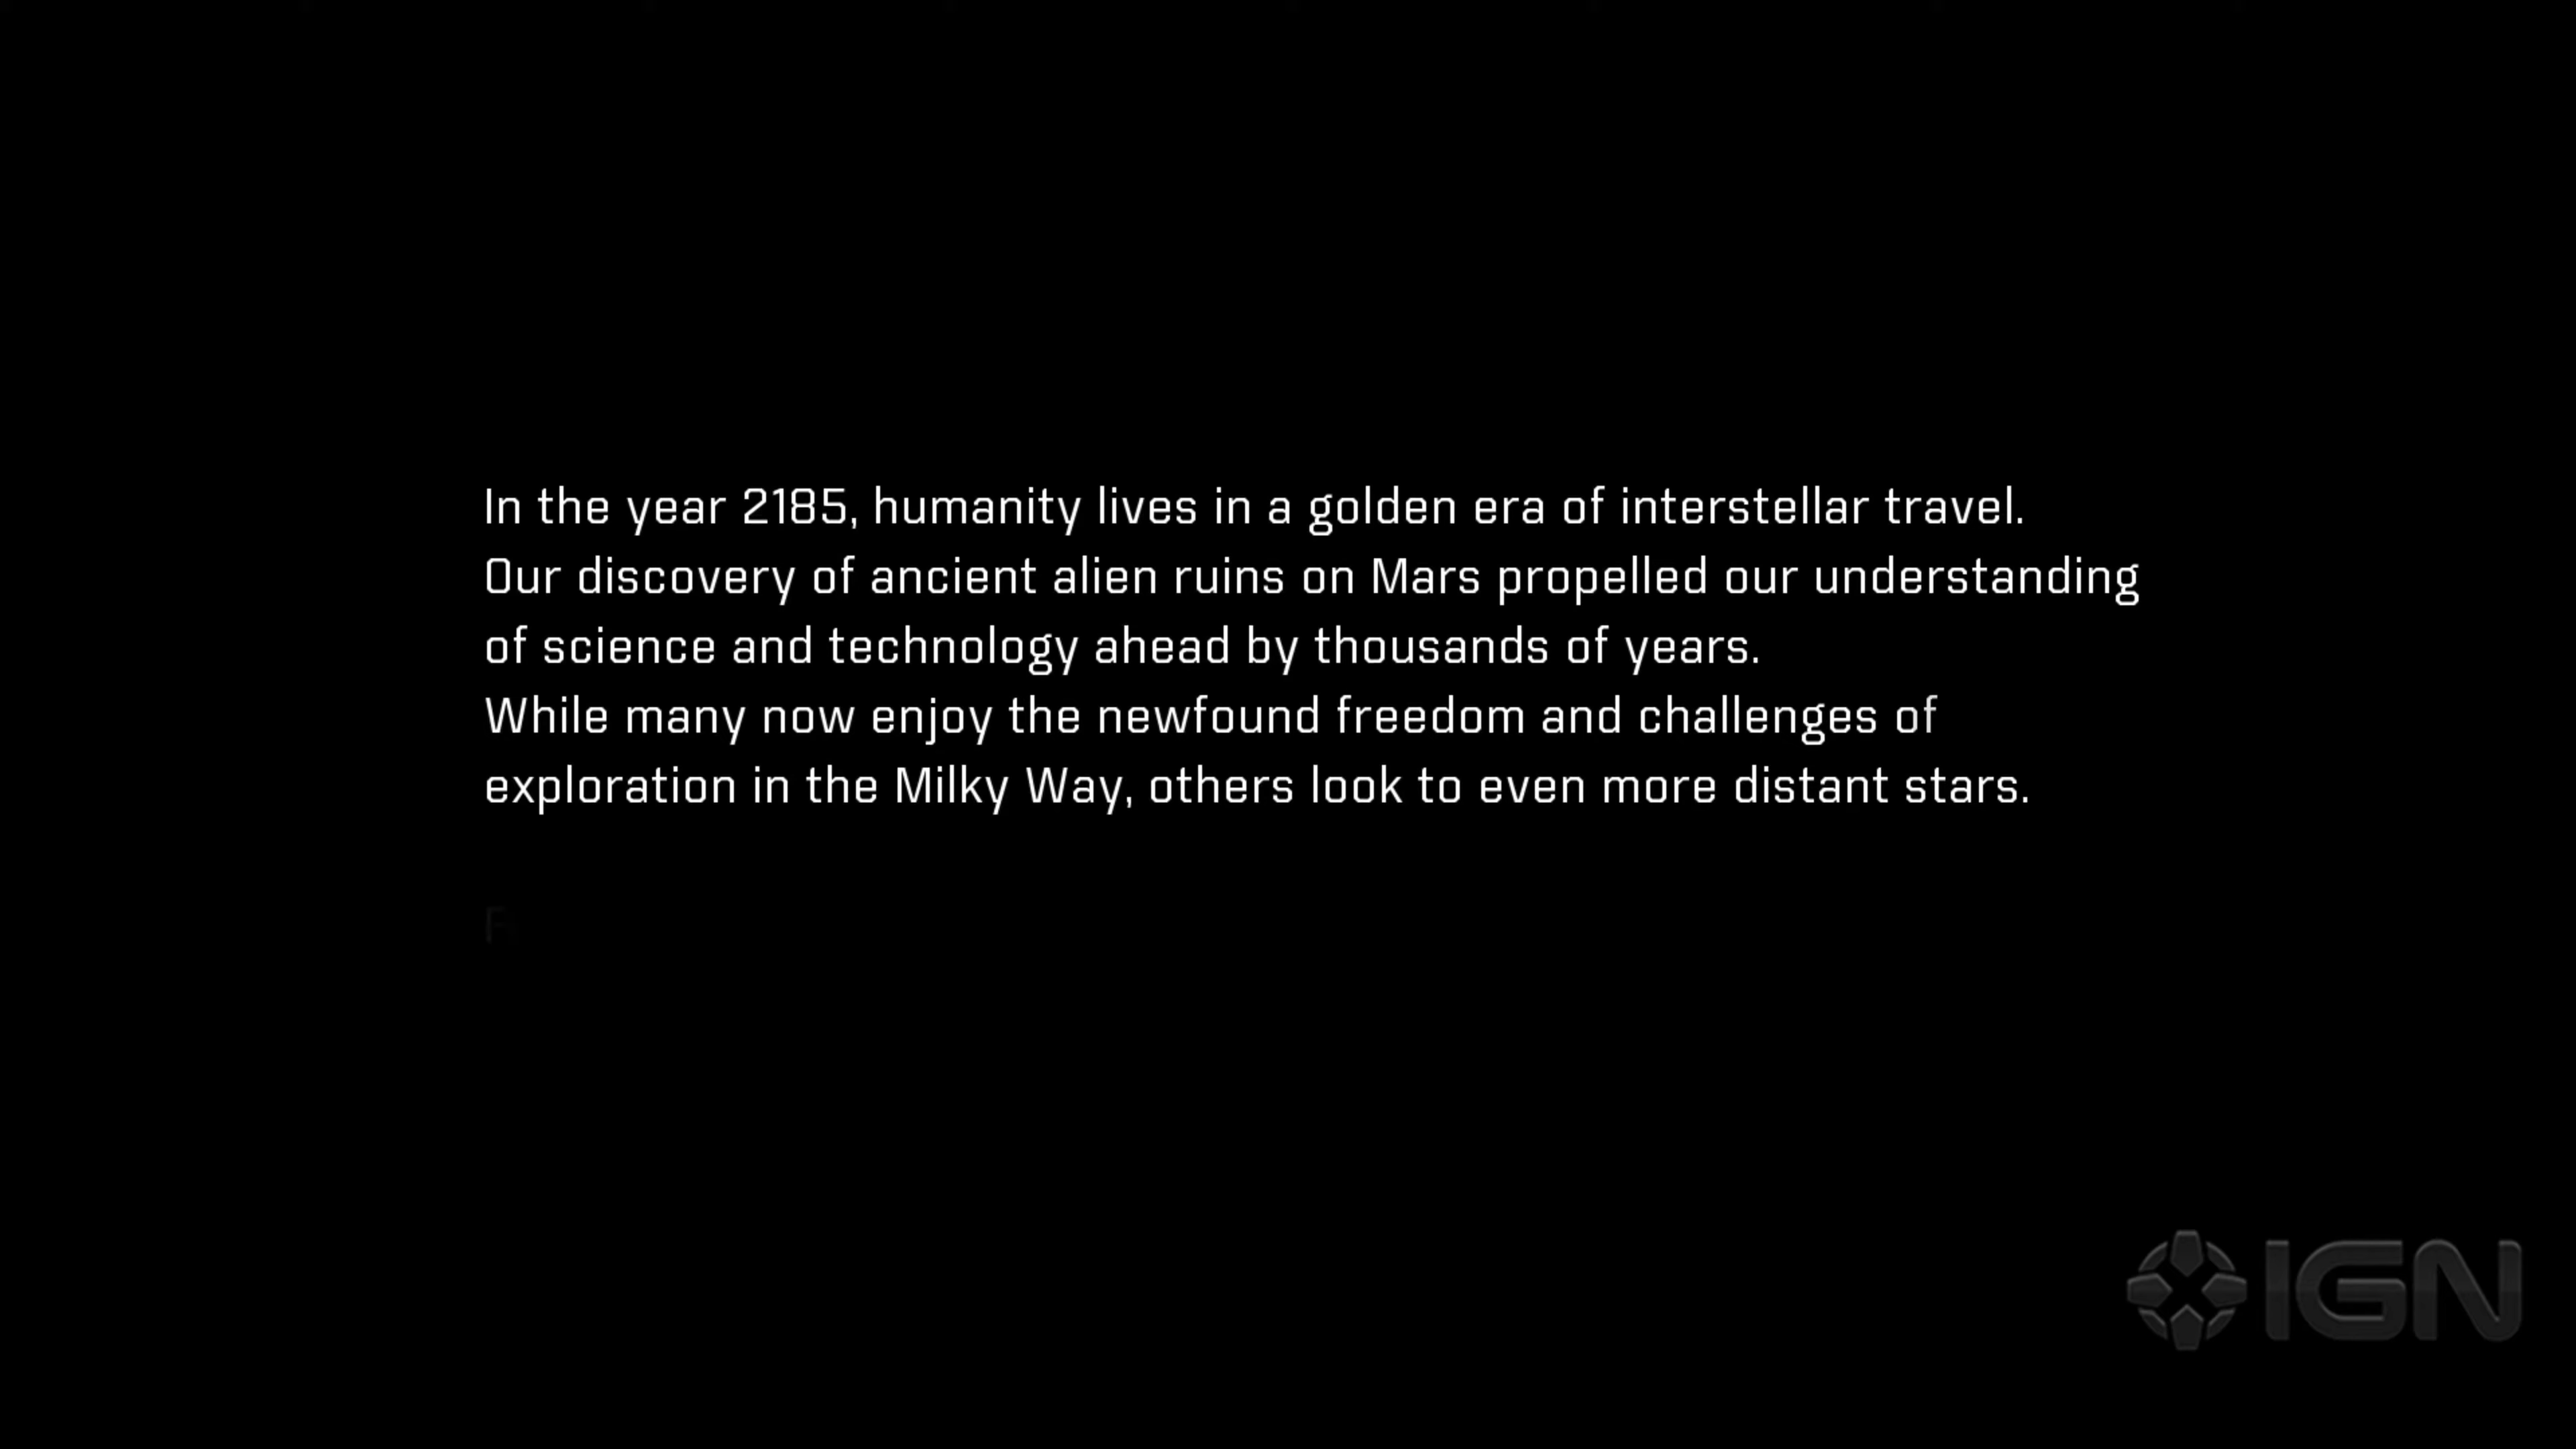 In the year 2185, humanity lives in a golden era of interstellar travel.
Our discovery of ancient alien ruins on Mars propelled our understanding
of science and technology ahead by thousands of years.
While many now enjoy the newfound freedom and challenges of
exploration in the Milky Way, others look to even more distant stars.
IGN